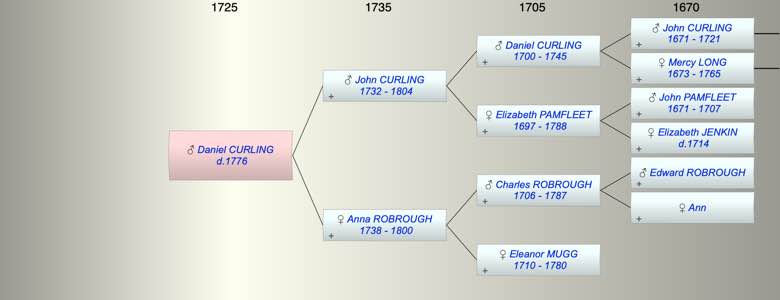 1725 1735 1705 1670
♂ Daniel CURLING
d.1776
♂ John CURLING
1732 - 1804
+
♀ Anna ROBROUGH
1738 - 1800
+
♂ Daniel CURLING
1700 - 1745
+
♀ Elizabeth PAMFLEET
1697 - 1788
+
♂ Charles ROBROUGH
1706 - 1787
+
♀ Eleanor MUGG
1710 - 1780
+
♂ John CURLING
1671 - 1721
+
♀ Mercy LONG
1673 - 1765
+
♂ John PAMFLEET
1671 - 1707
+
♀ Elizabeth JENKIN
d.1714
+
♂ Edward ROBROUGH
+
♀ Ann
+